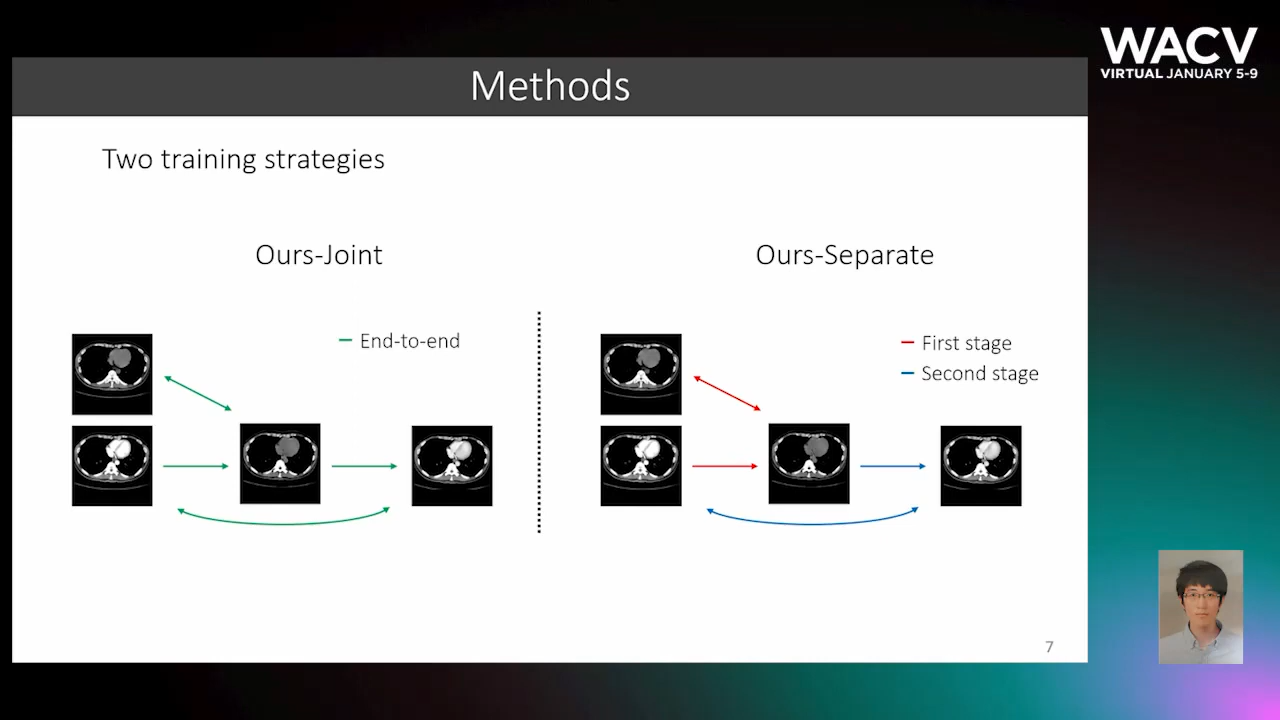 WACV
VIRTUAL JANUARY 5-9
Methods
Two training strategies
Ours-Joint
End-to-end
Ours-Separate
First stage
Second stage
7